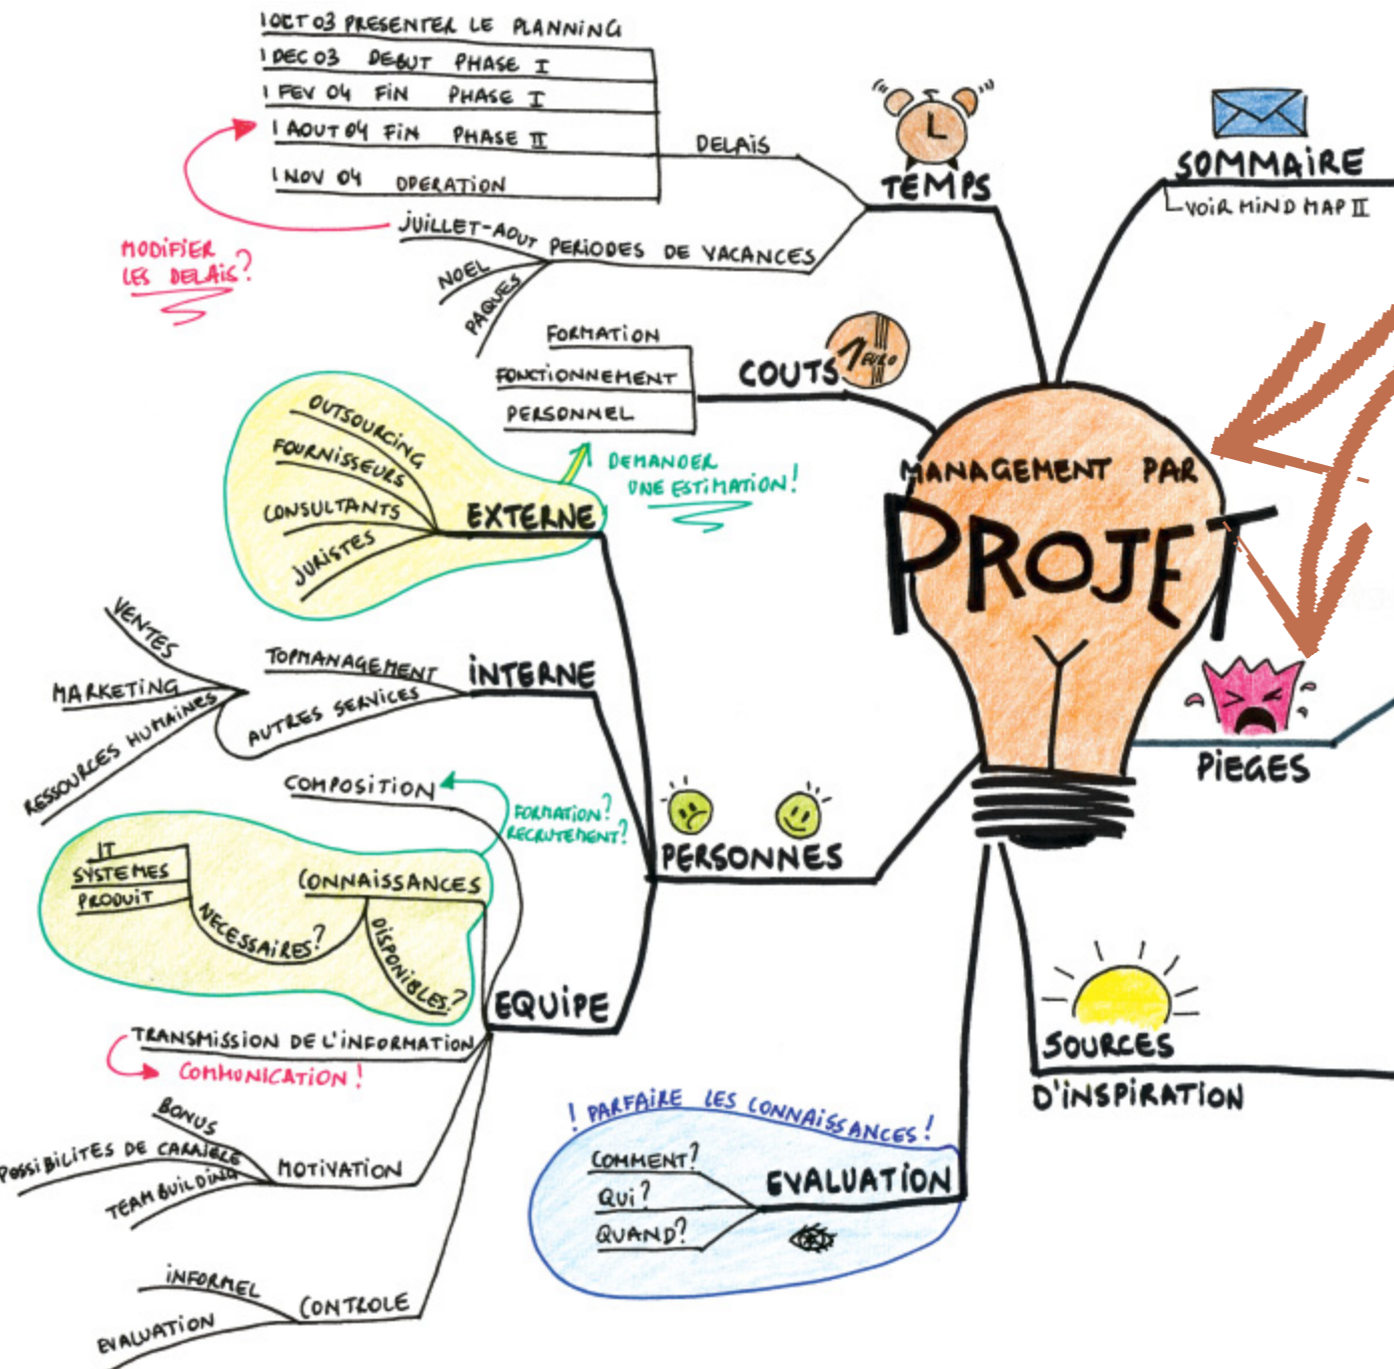 1 OCT 03 PRESENTER LE PLANNING
1 DEC 03 DEBUT PHASE I
1 FEV 04 FIN PHASE I
1 AOUT 04 FIN PHASE II
1 NOV 04 OPERATION
DELAIS
TEMPS
JUILLET-AOUT
NOEL
PAQUES
PERIODES DE VACANCES
MODIFIER
LES DELAIS?
SOMMAIRE
VOIR MIND MAP II
FORMATION
FONCTIONNEMENT
PERSONNEL
COUTS
1 EURO
DEMANDER
UNE ESTIMATION!
MANAGEMENT PAR
PROJET
OUTSOURCING
FOURNISSEURS
CONSULTANTS
JURISTES
EXTERNE
VENTES
MARKETING
RESSOURCES HUMAINES
TOPMANAGEMENT
AUTRES SERVICES
INTERNE
PIEGES
PERSONNES
COMPOSITION
FORMATION?
RECRUTEMENT?
IT
SYSTEMES
PRODUIT
NECESSAIRES?
CONNAISSANCES
DISPONIBLES?
EQUIPE
TRANSMISSION DE L'INFORMATION
COMMUNICATION!
BONUS
POSSIBILITES DE CARRIERE
TEAMBUILDING
MOTIVATION
INFORMEL
EVALUATION
CONTROLE
SOURCES
D'INSPIRATION
! PARFAIRE LES CONNAISSANCES!
COMMENT?
QUI?
QUAND?
EVALUATION